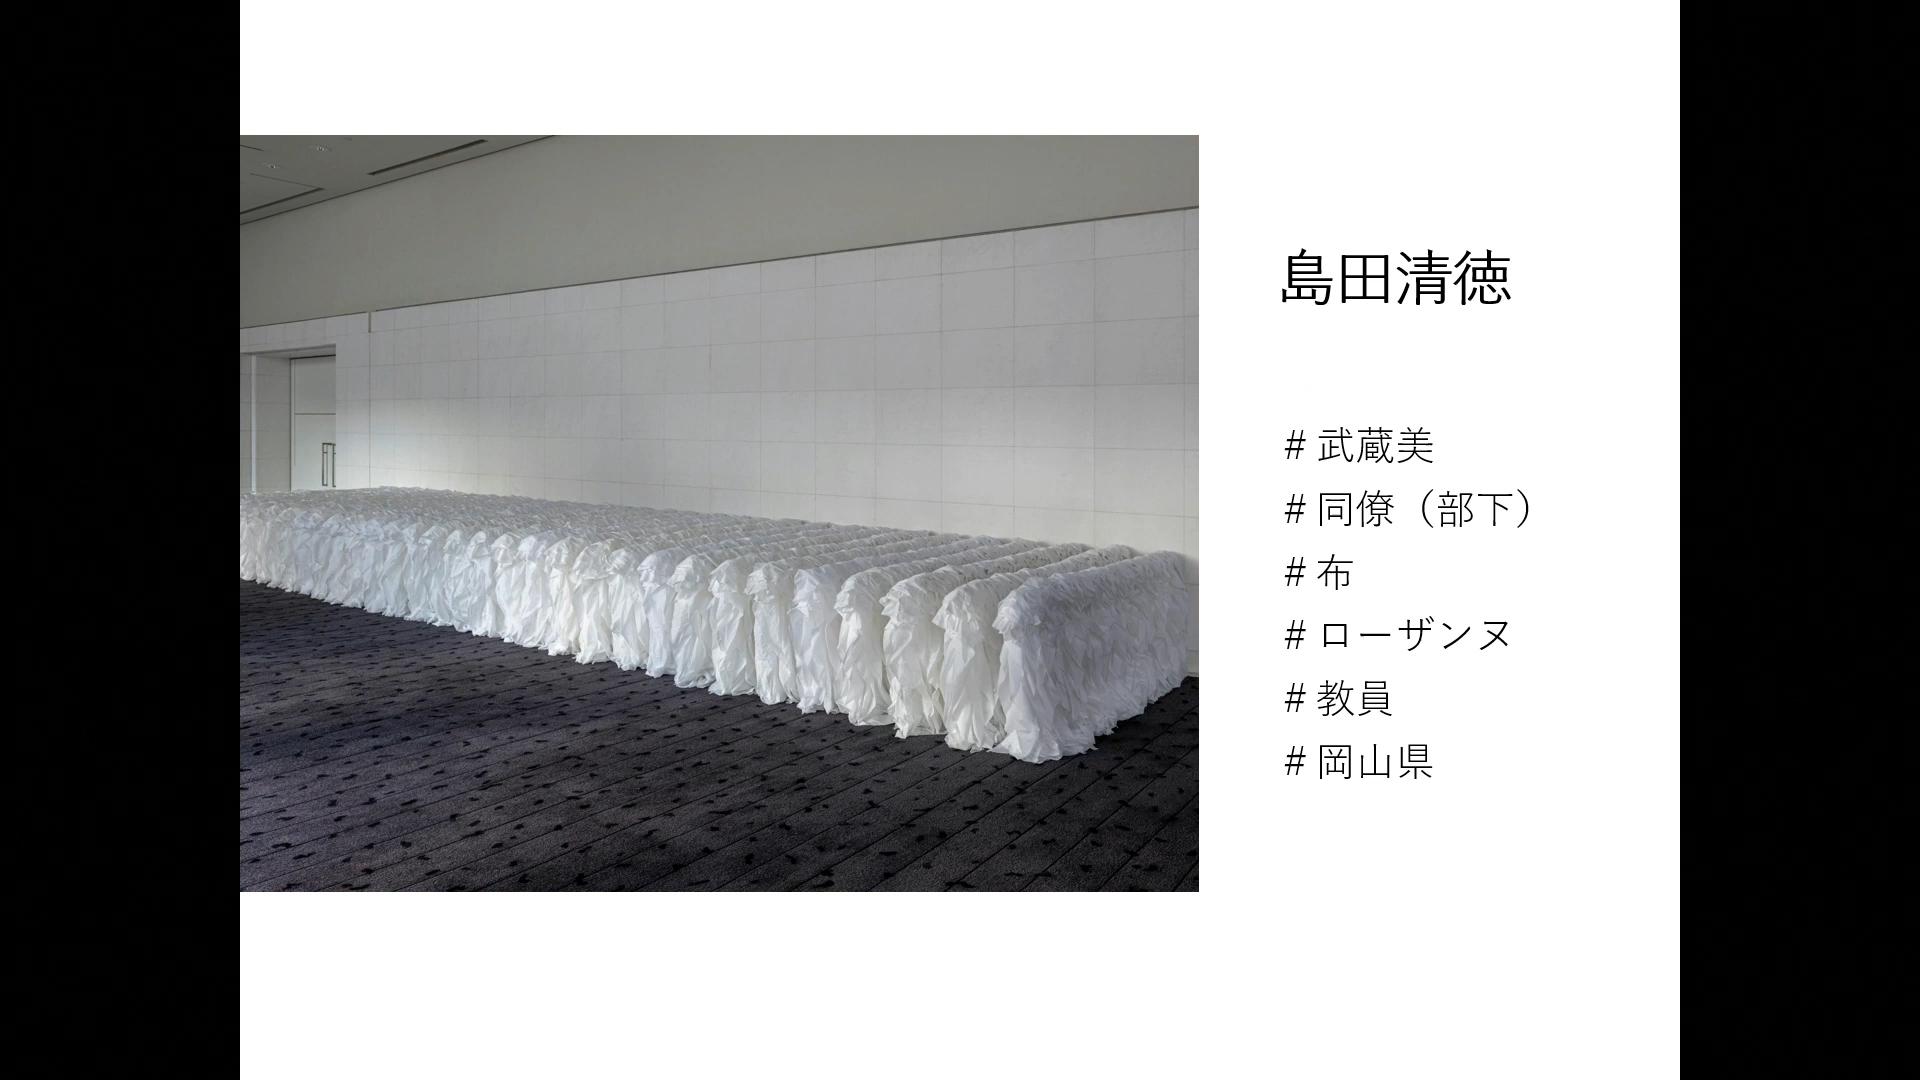 島田清徳
# 武蔵美
# 同僚（部下）
# 布
# ローザンヌ
# 教員
# 岡山県